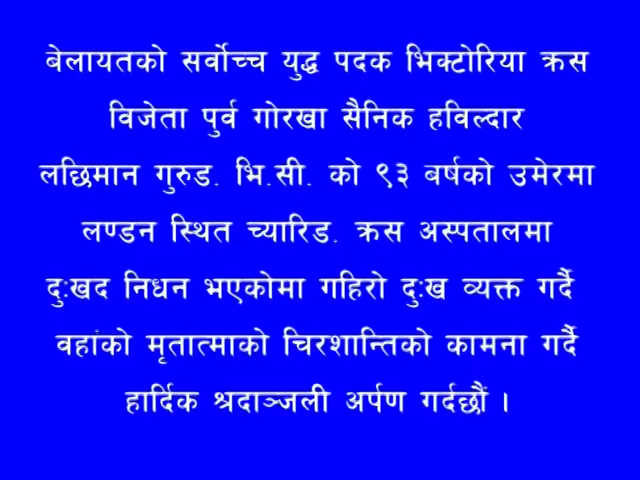 बेलायतको सर्वोच्च युद्ध पदक भिक्टोरिया क्रस
विजेता पुर्व गोरखा सैनिक हविल्दार
लछिमान गुरुड. भि.सी. को ९३ बर्षको उमेरमा
लण्डन स्थित च्यारिड. क्रस अस्पतालमा
दुःखद निधन भएकोमा गहिरो दुःख व्यक्त गर्दै
वहांको मृतात्माको चिरशान्तिको कामना गर्दै
हार्दिक श्रदाञ्जली अर्पण गर्दछौं ।